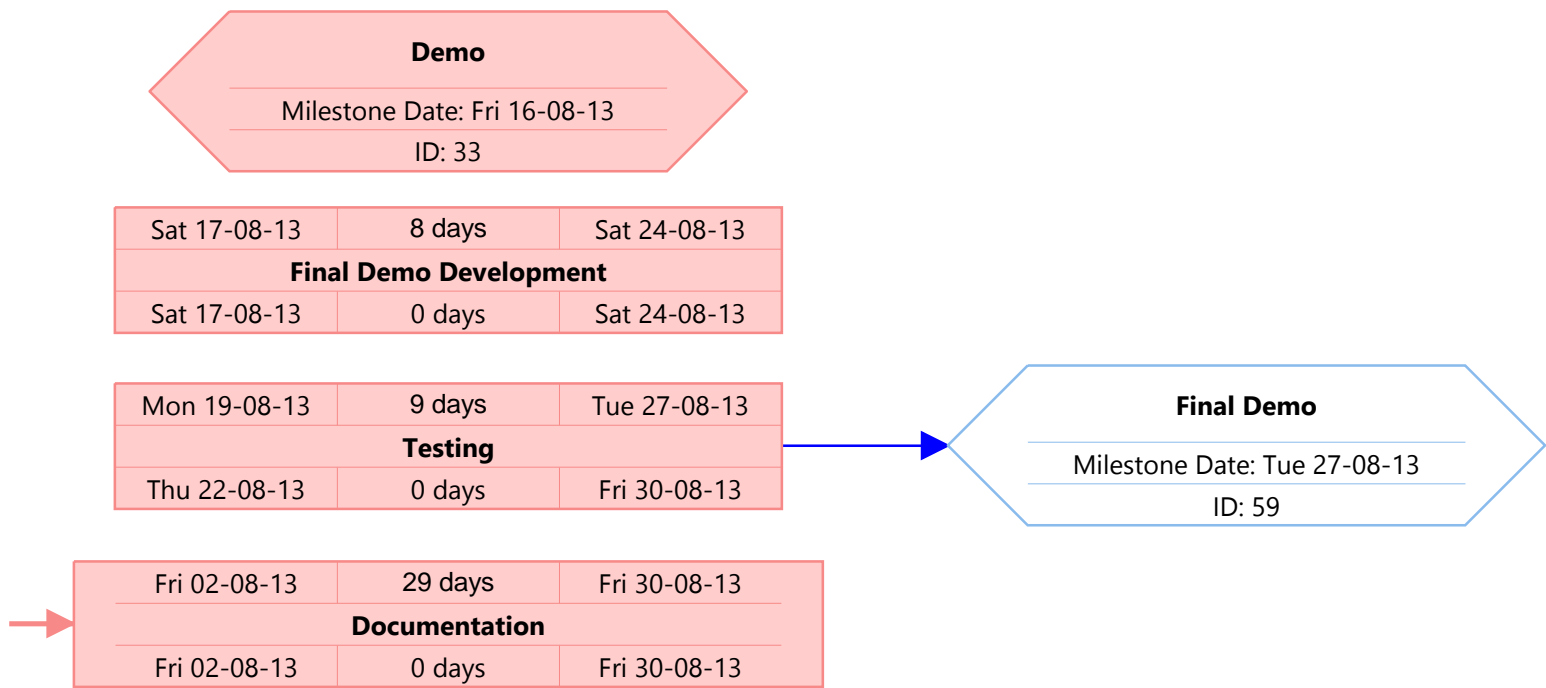 Demo
Milestone Date: Fri 16-08-13
ID: 33
Sat 17-08-13 8 days Sat 24-08-13
Final Demo Development
Sat 17-08-13 0 days Sat 24-08-13
Mon 19-08-13 9 days Tue 27-08-13
Testing
Thu 22-08-13 0 days Fri 30-08-13
Final Demo
Milestone Date: Tue 27-08-13
ID: 59
Fri 02-08-13 29 days Fri 30-08-13
Documentation
Fri 02-08-13 0 days Fri 30-08-13